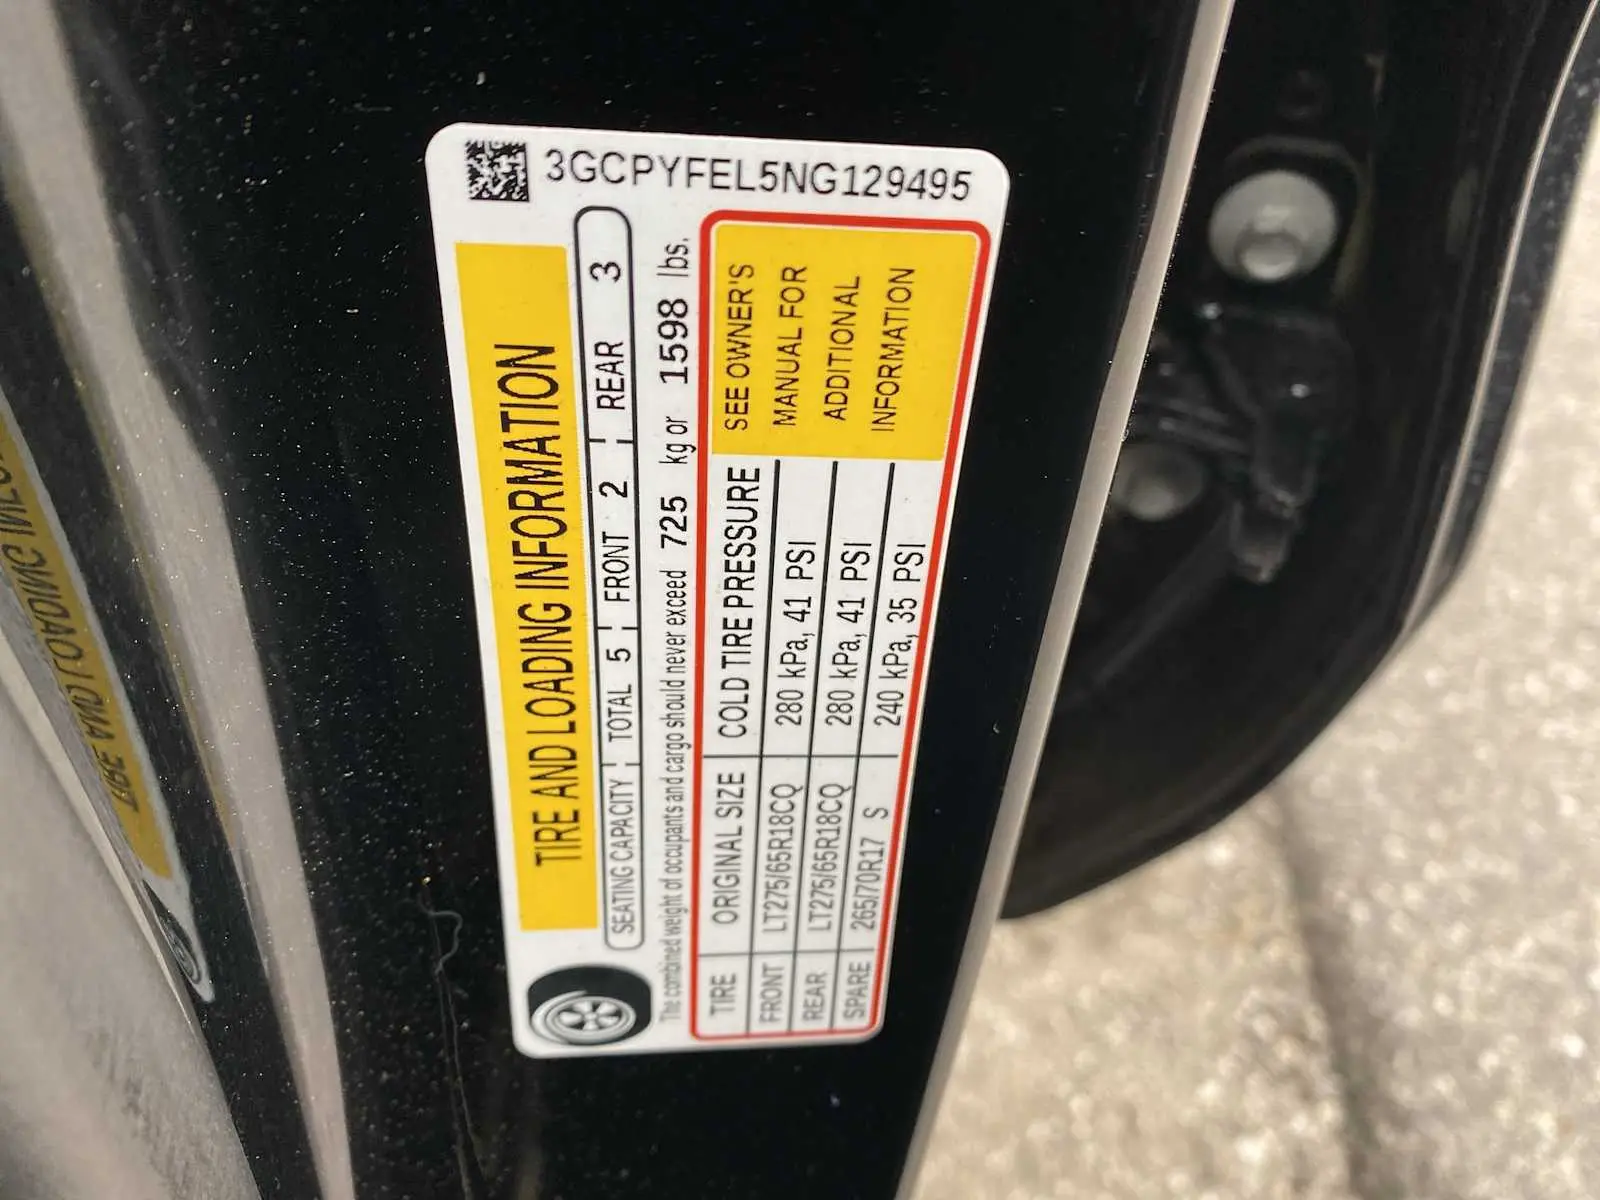 3GCPYFEL5NG129495
TIRE AND LOADING INFORMATION
SEATING CAPACITY TOTAL 5 FRONT 2 REAR 3
The combined weight of occupants and cargo should never exceed 725 kg or 1598 lbs.
TIRE ORIGINAL SIZE COLD TIRE PRESSURE
FRONT LT275/65R18CQ 280 kPa, 41 PSI
REAR LT275/65R18CQ 280 kPa, 41 PSI
SPARE 265/70R17 S 240 kPa, 35 PSI
SEE OWNER'S
MANUAL FOR
ADDITIONAL
INFORMATION